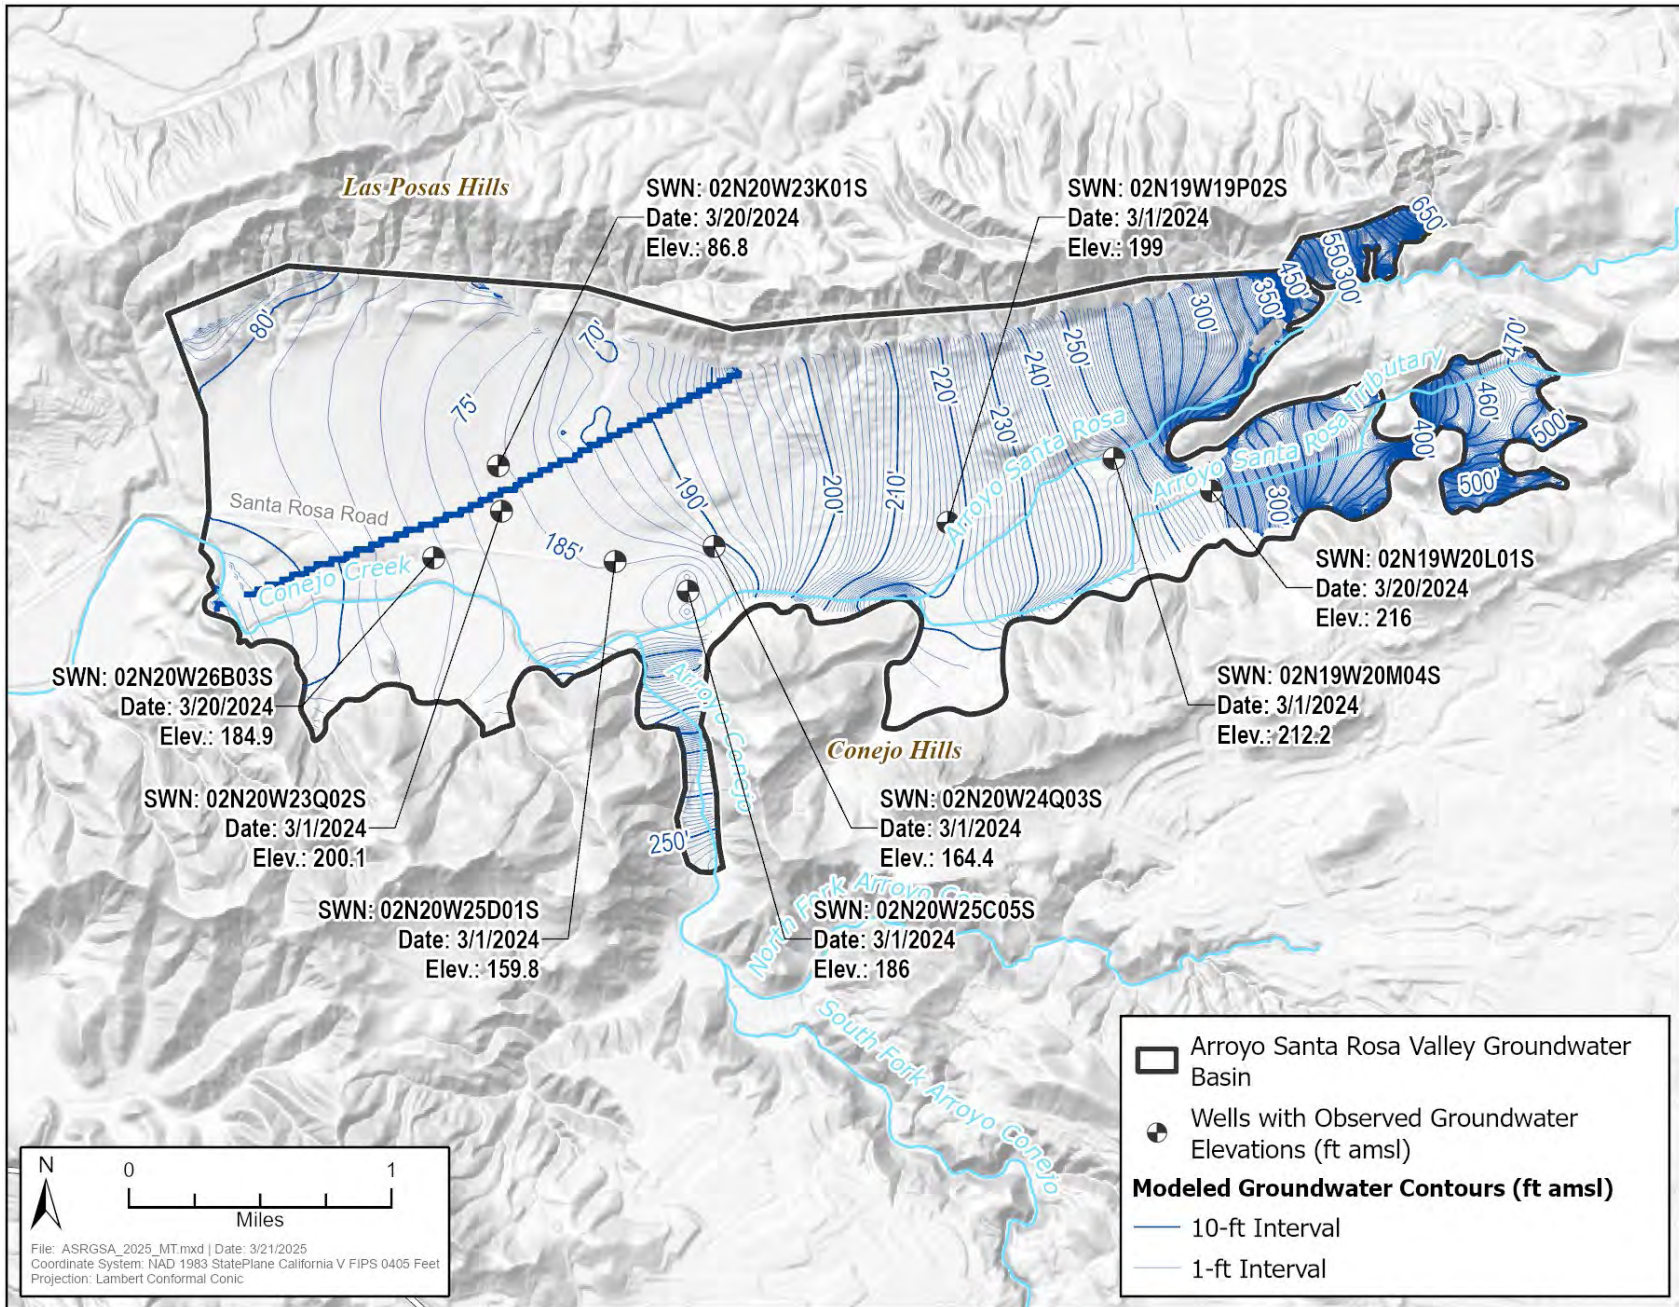 Las Posas Hills
SWN: 02N20W23K01S
Date: 3/20/2024
Elev.: 86.8
SWN: 02N19W19P02S
Date: 3/1/2024
Elev.: 199
650'
550'
300'
450'
350'
300'
250'
240'
230'
220'
210'
200'
190'
185'
80'
70'
75'
470'
460'
500'
400'
500'
300'
Arroyo Santa Rosa
Arroyo Santa Rosa Tributary
Santa Rosa Road
Conejo Creek
SWN: 02N19W20L01S
Date: 3/20/2024
Elev.: 216
SWN: 02N20W26B03S
Date: 3/20/2024
Elev.: 184.9
Arroyo Conejo
SWN: 02N19W20M04S
Date: 3/1/2024
Elev.: 212.2
Conejo Hills
SWN: 02N20W23Q02S
Date: 3/1/2024
Elev.: 200.1
250'
SWN: 02N20W24Q03S
Date: 3/1/2024
Elev.: 164.4
SWN: 02N20W25D01S
Date: 3/1/2024
Elev.: 159.8
North Fork Arroyo
SWN: 02N20W25C05S
Date: 3/1/2024
Elev.: 186
South Fork Arroyo Conejo
Arroyo Santa Rosa Valley Groundwater
Basin
Wells with Observed Groundwater
Elevations (ft amsl)
Modeled Groundwater Contours (ft amsl)
10-ft Interval
1-ft Interval
N
0 1
Miles
File: ASRGSA_2025_MT.mxd | Date: 3/21/2025
Coordinate System: NAD 1983 StatePlane California V FIPS 0405 Feet
Projection: Lambert Conformal Conic